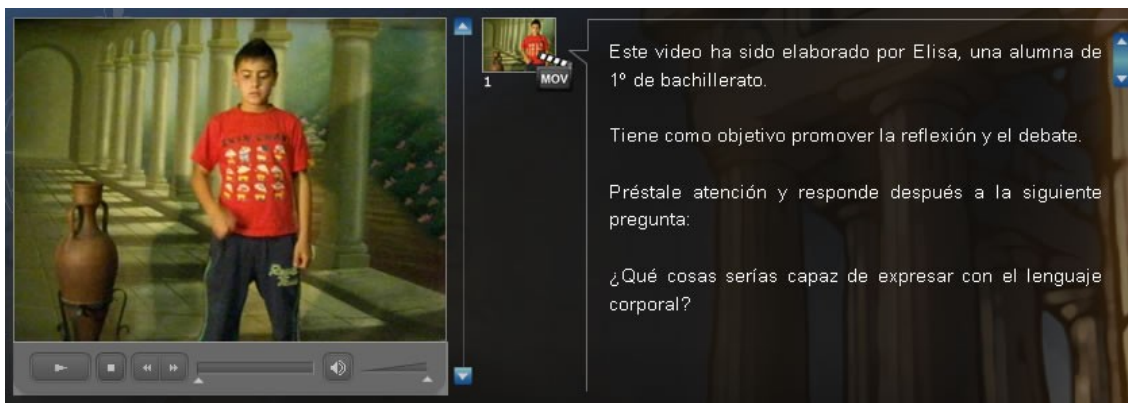 1
MOV
Este video ha sido elaborado por Elisa, una alumna de
1º de bachillerato.
Tiene como objetivo promover la reflexión y el debate.
Préstale atención y responde después a la siguiente
pregunta:
¿Qué cosas serías capaz de expresar con el lenguaje
corporal?